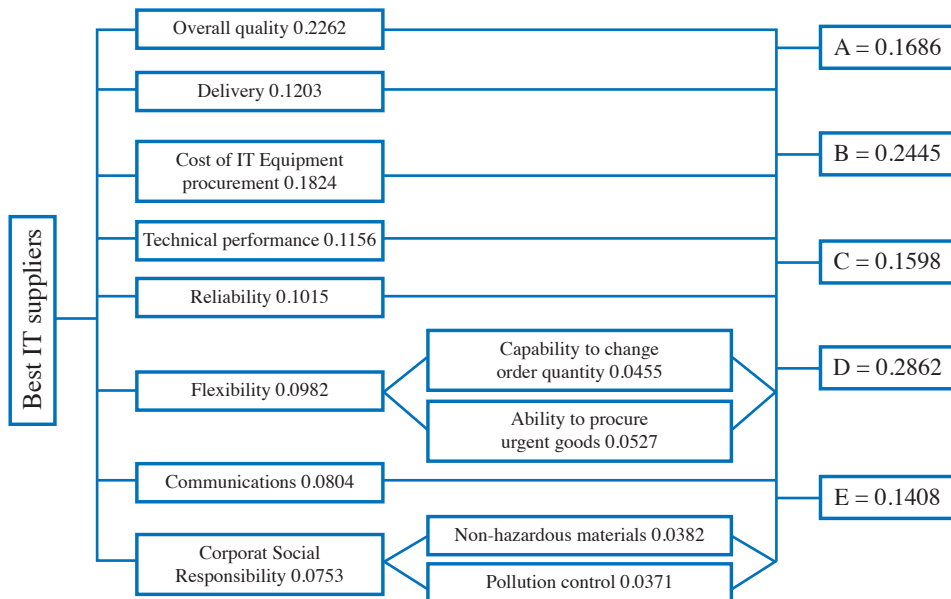 Best IT suppliers
Overall quality 0.2262
Delivery 0.1203
Cost of IT Equipment
procurement 0.1824
Technical performance 0.1156
Reliability 0.1015
Flexibility 0.0982
Capability to change
order quantity 0.0455
Ability to procure
urgent goods 0.0527
Communications 0.0804
Corporat Social
Responsibility 0.0753
Non-hazardous materials 0.0382
Pollution control 0.0371
A = 0.1686
B = 0.2445
C = 0.1598
D = 0.2862
E = 0.1408